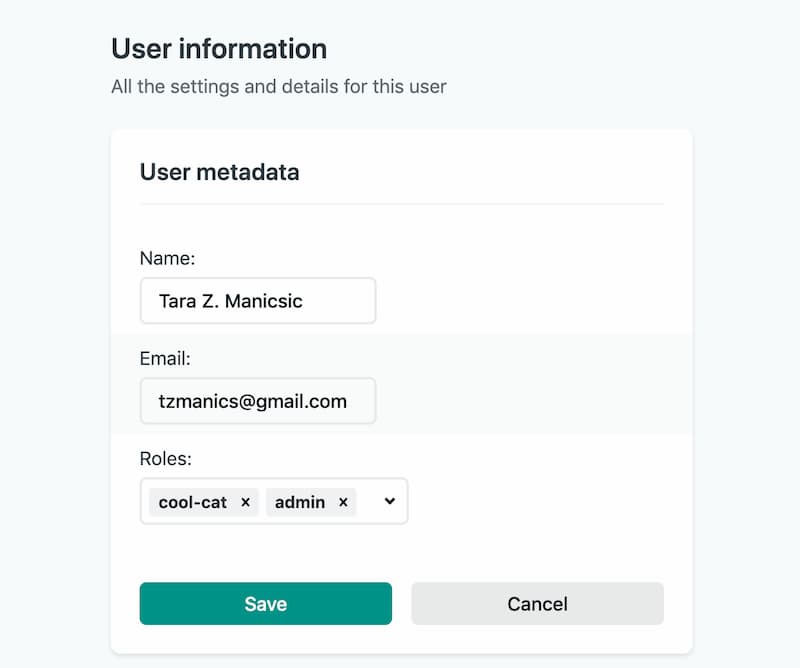 User information
All the settings and details for this user
User metadata
Name:
Tara Z. Manicsic
Email:
tzmanics@gmail.com
Roles:
cool-cat × admin ×
Save Cancel